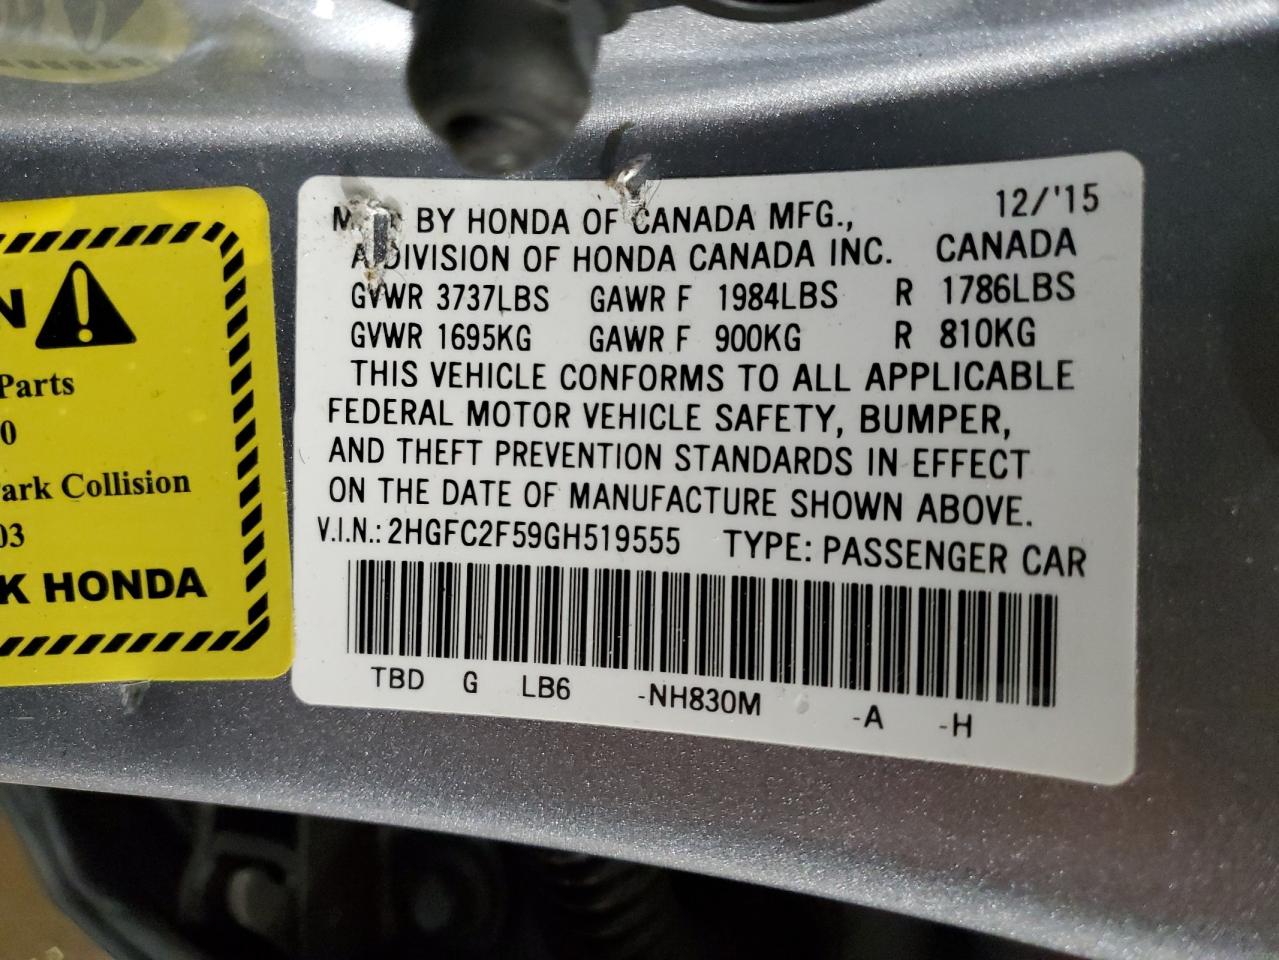 12/'15
BY HONDA OF CANADA MFG.,
A DIVISION OF HONDA CANADA INC. CANADA
GVWR 3737LBS GAWR F 1984LBS R 1786LBS
GVWR 1695KG GAWR F 900KG R 810KG
THIS VEHICLE CONFORMS TO ALL APPLICABLE
FEDERAL MOTOR VEHICLE SAFETY, BUMPER,
AND THEFT PREVENTION STANDARDS IN EFFECT
ON THE DATE OF MANUFACTURE SHOWN ABOVE.
V.I.N.: 2HGFC2F59GH519555 TYPE: PASSENGER CAR
TBD G LB6 -NH830M -A -H
N
Parts
0
ark Collision
03
K HONDA